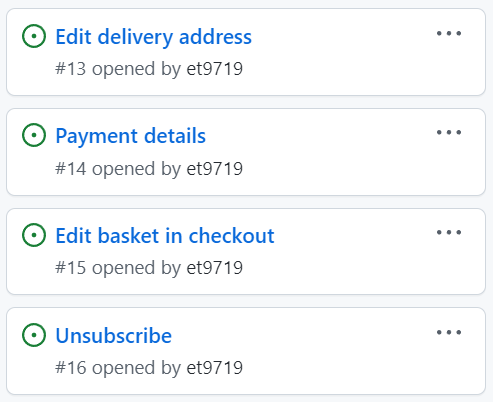 Edit delivery address
#13 opened by et9719
Payment details
#14 opened by et9719
Edit basket in checkout
#15 opened by et9719
Unsubscribe
#16 opened by et9719